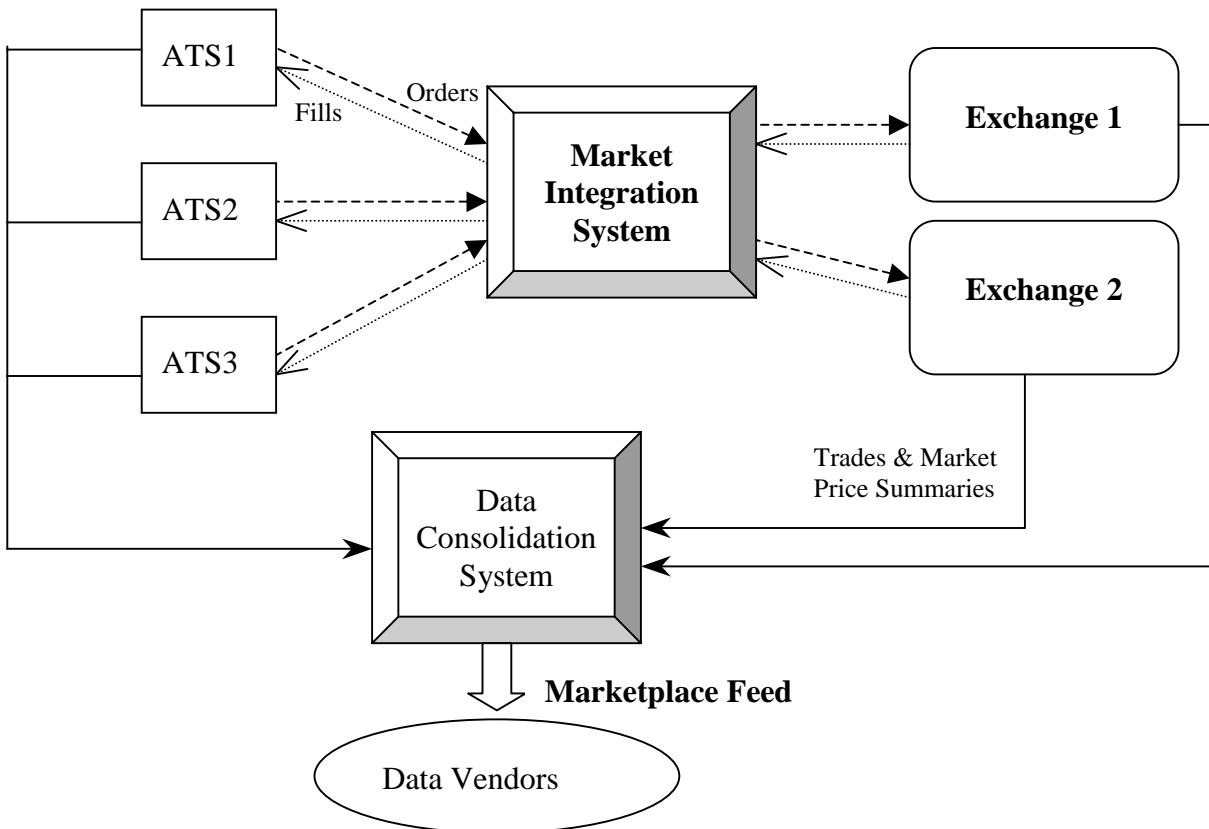 ATS1
Orders
Fills
Market
Integration
System
Exchange 1
ATS2
Exchange 2
ATS3
Trades & Market
Price Summaries
Data
Consolidation
System
Marketplace Feed
Data Vendors